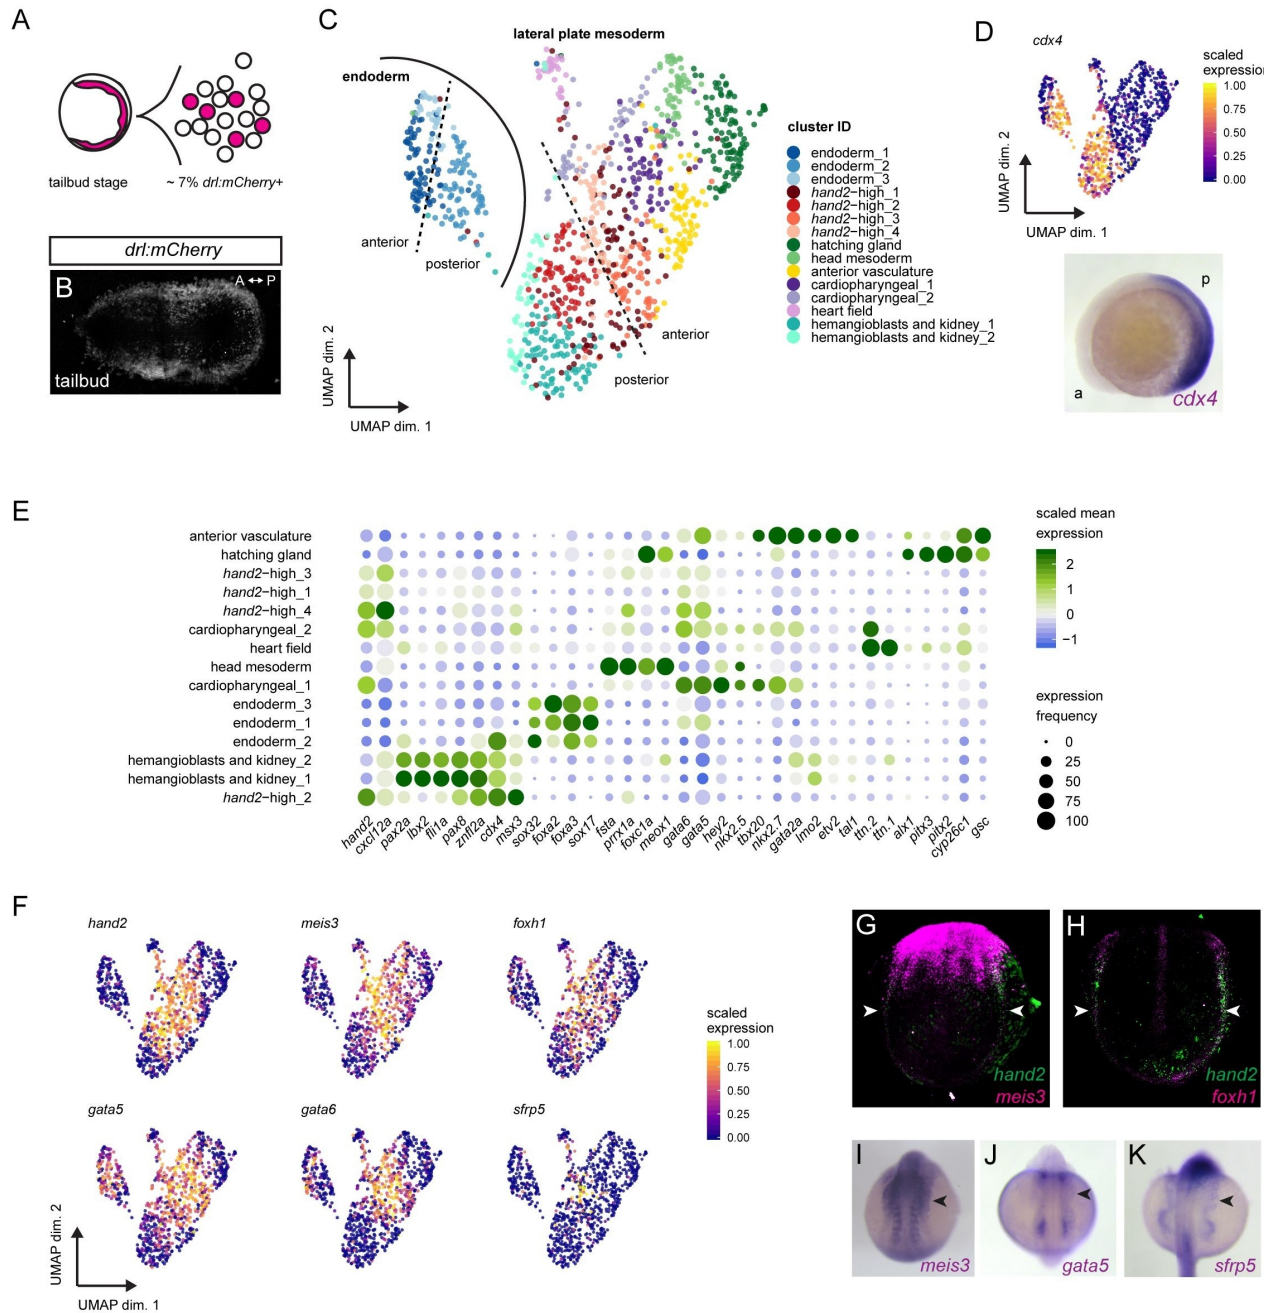 A
tailbud stage
~ 7% drl:mCherry+
drl:mCherry
B
A ↔ P
tailbud
C
lateral plate mesoderm
endoderm
anterior
posterior
anterior
posterior
UMAP dim. 2
UMAP dim. 1
cluster ID
endoderm_1
endoderm_2
endoderm_3
hand2−high_1
hand2−high_2
hand2−high_3
hand2−high_4
hatching gland
head mesoderm
anterior vasculature
cardiopharyngeal_1
cardiopharyngeal_2
heart field
hemangioblasts and kidney_1
hemangioblasts and kidney_2
D
cdx4
scaled
expression
1.00
0.75
0.50
0.25
0.00
UMAP dim. 2
UMAP dim. 1
p
a
cdx4
E
anterior vasculature
hatching gland
hand2−high_3
hand2−high_1
hand2−high_4
cardiopharyngeal_2
heart field
head mesoderm
cardiopharyngeal_1
endoderm_3
endoderm_1
endoderm_2
hemangioblasts and kidney_2
hemangioblasts and kidney_1
hand2−high_2
hand2
cxcl12a
pax2a
lbx2
fli1a
pax8
znfl2a
cdx4
msx3
sox32
foxa2
foxa3
sox17
fsta
prrx1a
foxc1a
meox1
gata6
gata5
hey2
nkx2.5
tbx20
nkx2.7
gata2a
lmo2
etv2
tal1
ttn.2
ttn.1
alx1
pitx3
pitx2
cyp26c1
gsc
scaled mean
expression
2
1
0
−1
expression
frequency
0
25
50
75
100
F
hand2
meis3
foxh1
gata5
gata6
sfrp5
UMAP dim. 2
UMAP dim. 1
scaled
expression
1.00
0.75
0.50
0.25
0.00
G
hand2
meis3
H
hand2
foxh1
I
meis3
J
gata5
K
sfrp5